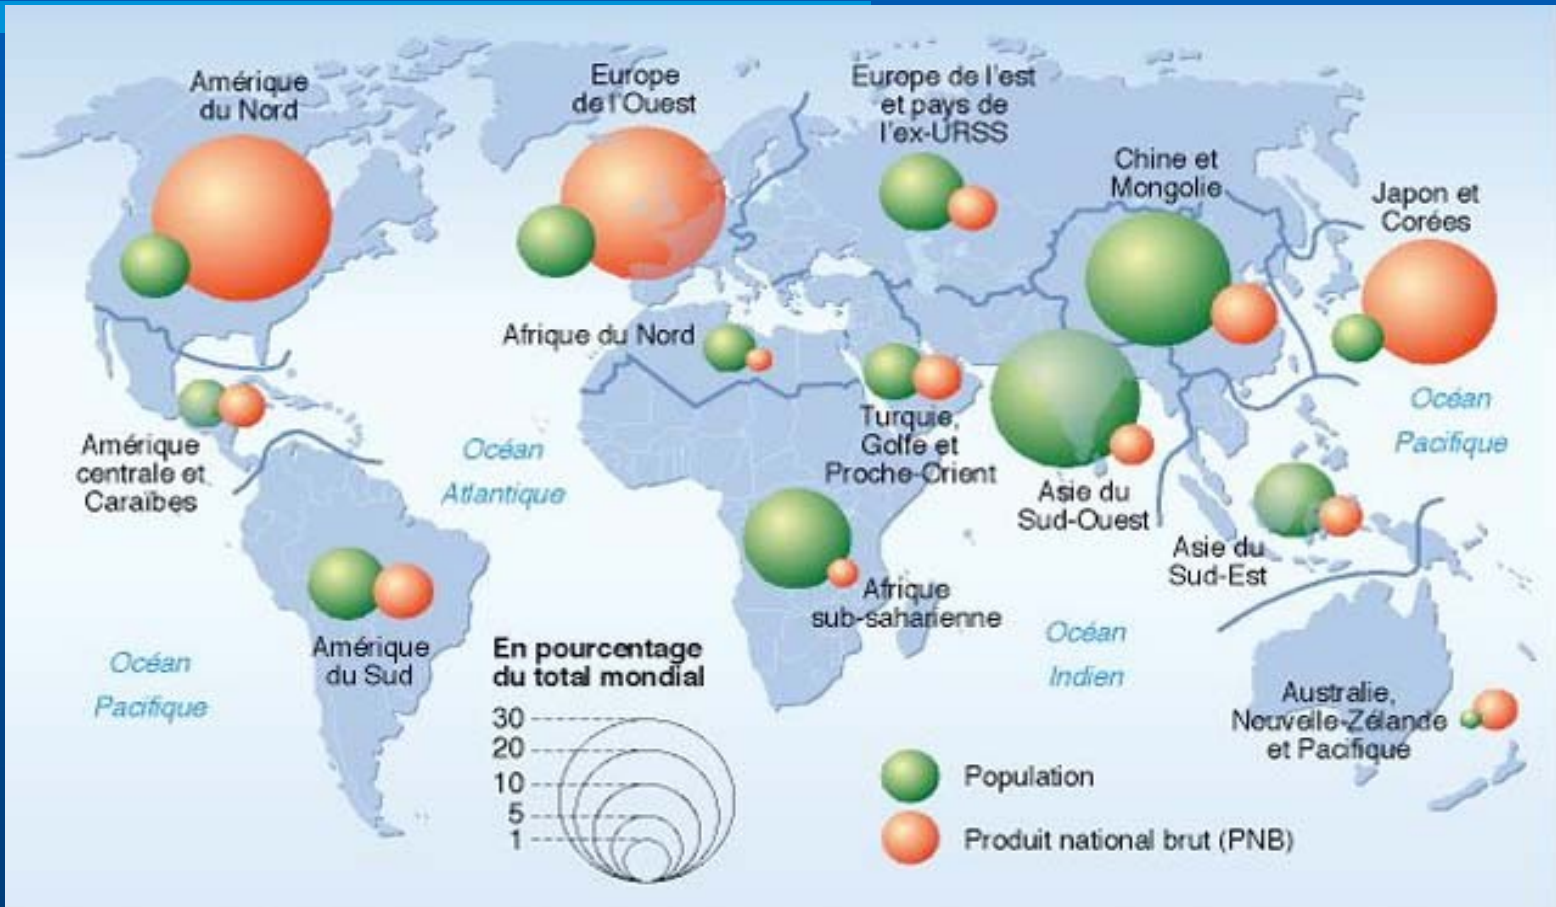 Amérique
du Nord
Europe
de l'Ouest
Europe de l'est
et pays de
l'ex-URSS
Chine et
Mongolie
Japon et
Corées
Afrique du Nord
Turquie,
Golfe et
Proche-Orient
Amérique
centrale et
Caraïbes
Océan
Atlantique
Océan
Pacifique
Asie du
Sud-Ouest
Asie du
Sud-Est
Afrique
sub-saharienne
Amérique
du Sud
Océan
Pacifique
Océan
Indien
Australie,
Nouvelle-Zélande
et Pacifique
En pourcentage
du total mondial
30
20
10
5
1
Population
Produit national brut (PNB)